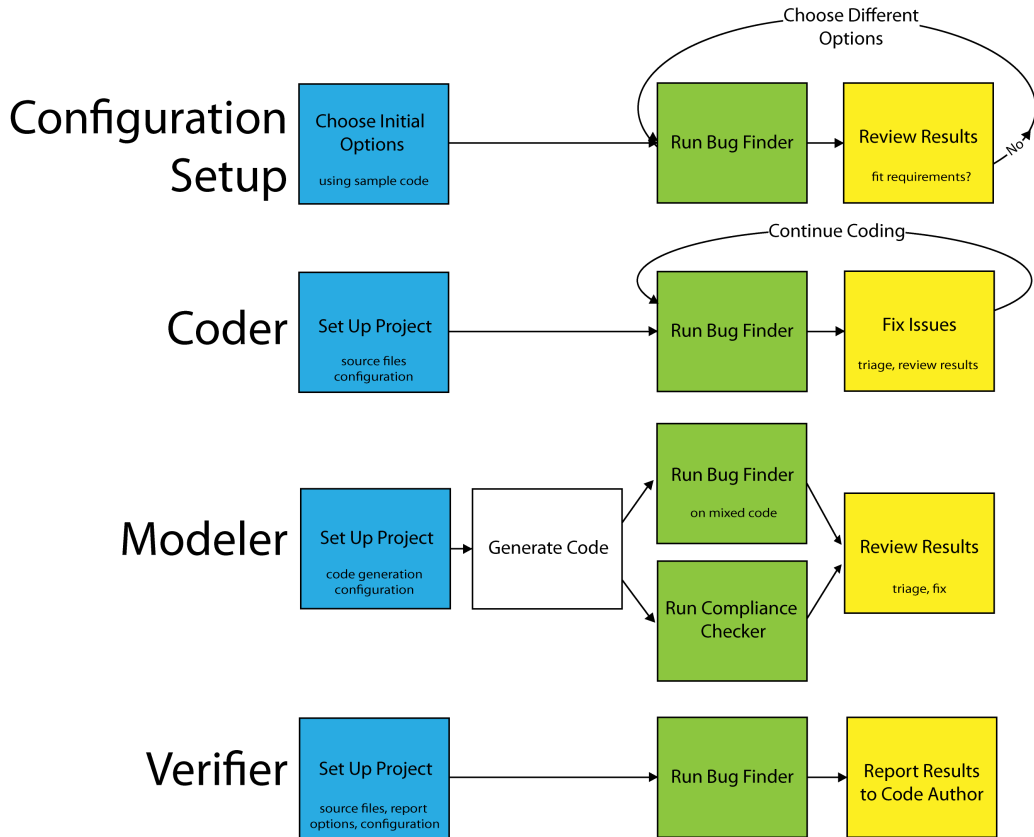 Choose Different
Options
Configuration
Setup
Choose Initial
Options
using sample code
Run Bug Finder
Review Results
fit requirements?
No
Continue Coding
Coder
Set Up Project
source files
configuration
Run Bug Finder
Fix Issues
triage, review results
Modeler
Set Up Project
code generation
configuration
Generate Code
Run Bug Finder
on mixed code
Run Compliance
Checker
Review Results
triage, fix
Verifier
Set Up Project
source files, report
options, configuration
Run Bug Finder
Report Results
to Code Author